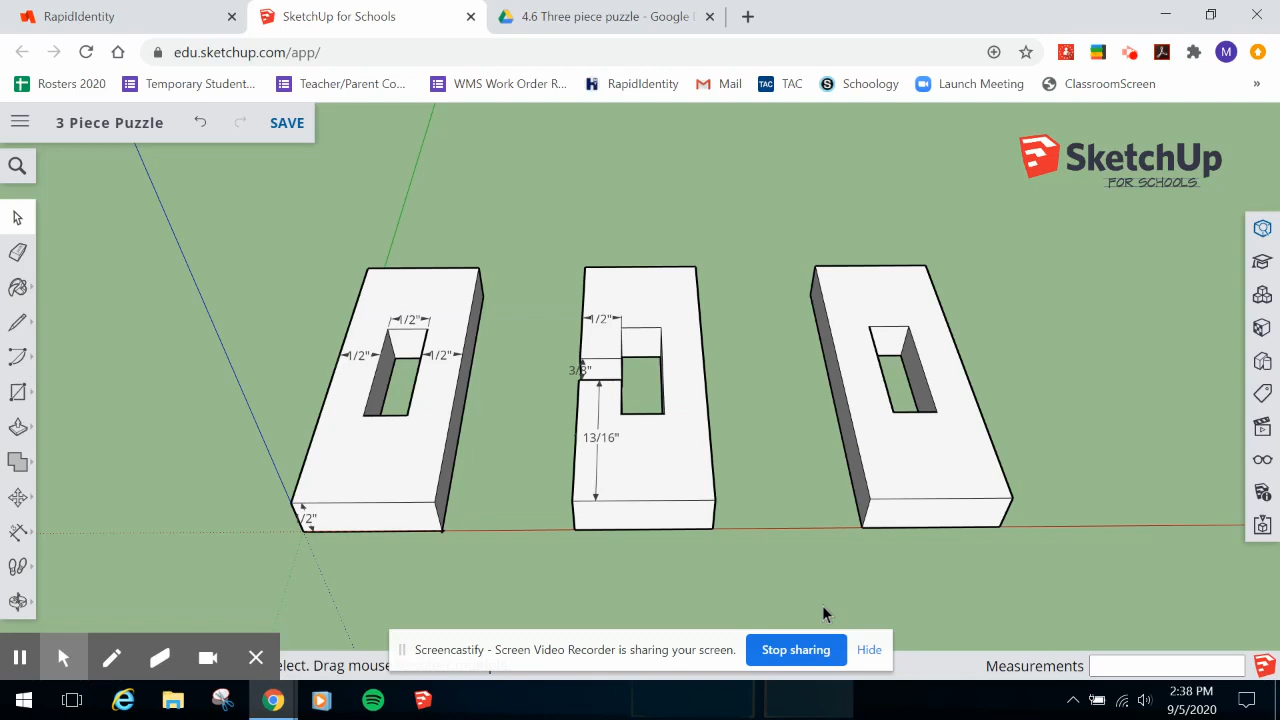 RapidIdentity
SketchUp for Schools
4.6 Three piece puzzle - Google D
edu.sketchup.com/app/
M
Rosters 2020
Temporary Student...
Teacher/Parent Co...
WMS Work Order R...
RapidIdentity
Mail
TAC
TAC
Schoology
Launch Meeting
ClassroomScreen
»
3 Piece Puzzle
SAVE
SketchUp
FOR SCHOOLS
1/2"
1/2"
1/2"
1/2"
3/8"
13/16"
1/2"
Screencastify - Screen Video Recorder is sharing your screen.
Stop sharing
Hide
elect. Drag mouse
Measurements
2:38 PM
9/5/2020